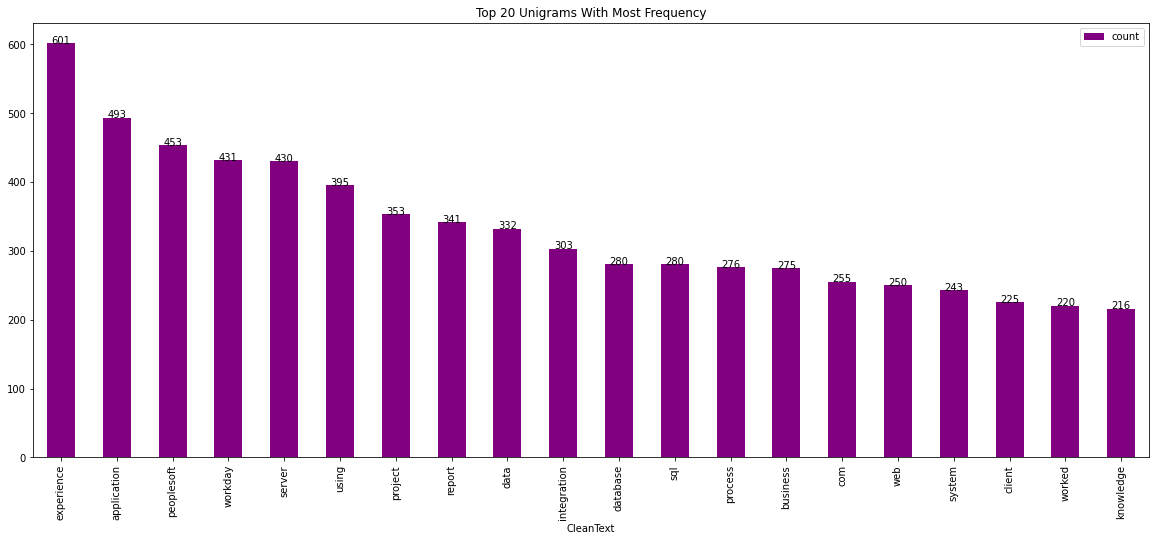 Top 20 Unigrams With Most Frequency
count
600
500
400
300
200
100
0
601
493
453
431
430
395
353
341
332
303
280
280
276
275
255
250
243
225
220
216
experience
application
peoplesoft
workday
server
using
project
report
data
integration
database
sql
process
business
com
web
system
client
worked
knowledge
CleanText